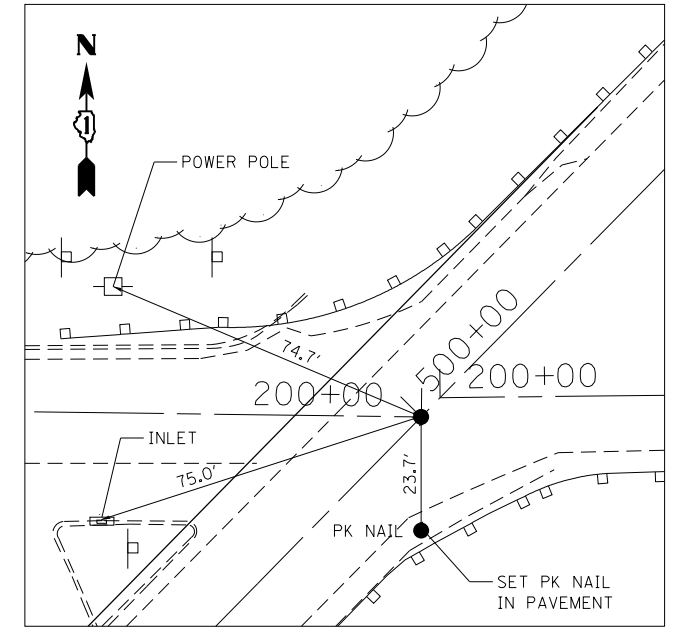 N
1
POWER POLE
74.7'
500+00
200+00
200+00
INLET
75.0'
23.7'
PK NAIL
SET PK NAIL
IN PAVEMENT